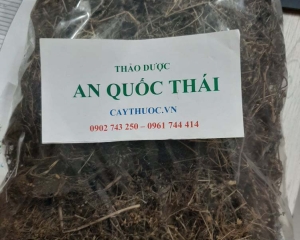 THẢO DƯỢC
AN QUỐC THÁI
CAYTHUOC.VN
0902 743 250 – 0961 744 414